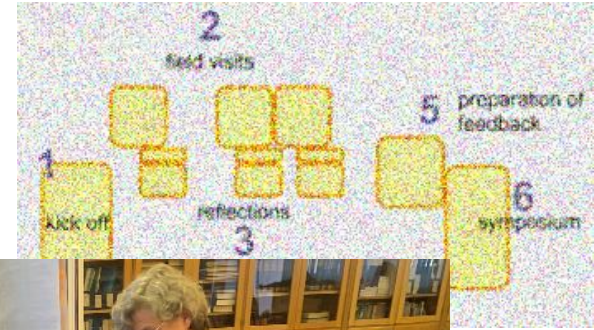 2
field visits
5
preparation of
feedback
1
kick off
reflections
3
6
symposium